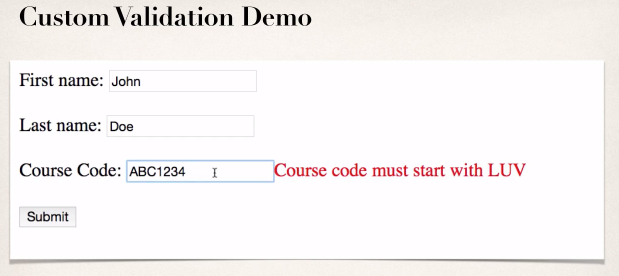 Custom Validation Demo
First name: John
Last name: Doe
Course Code: ABC1234 Course code must start with LUV
Submit